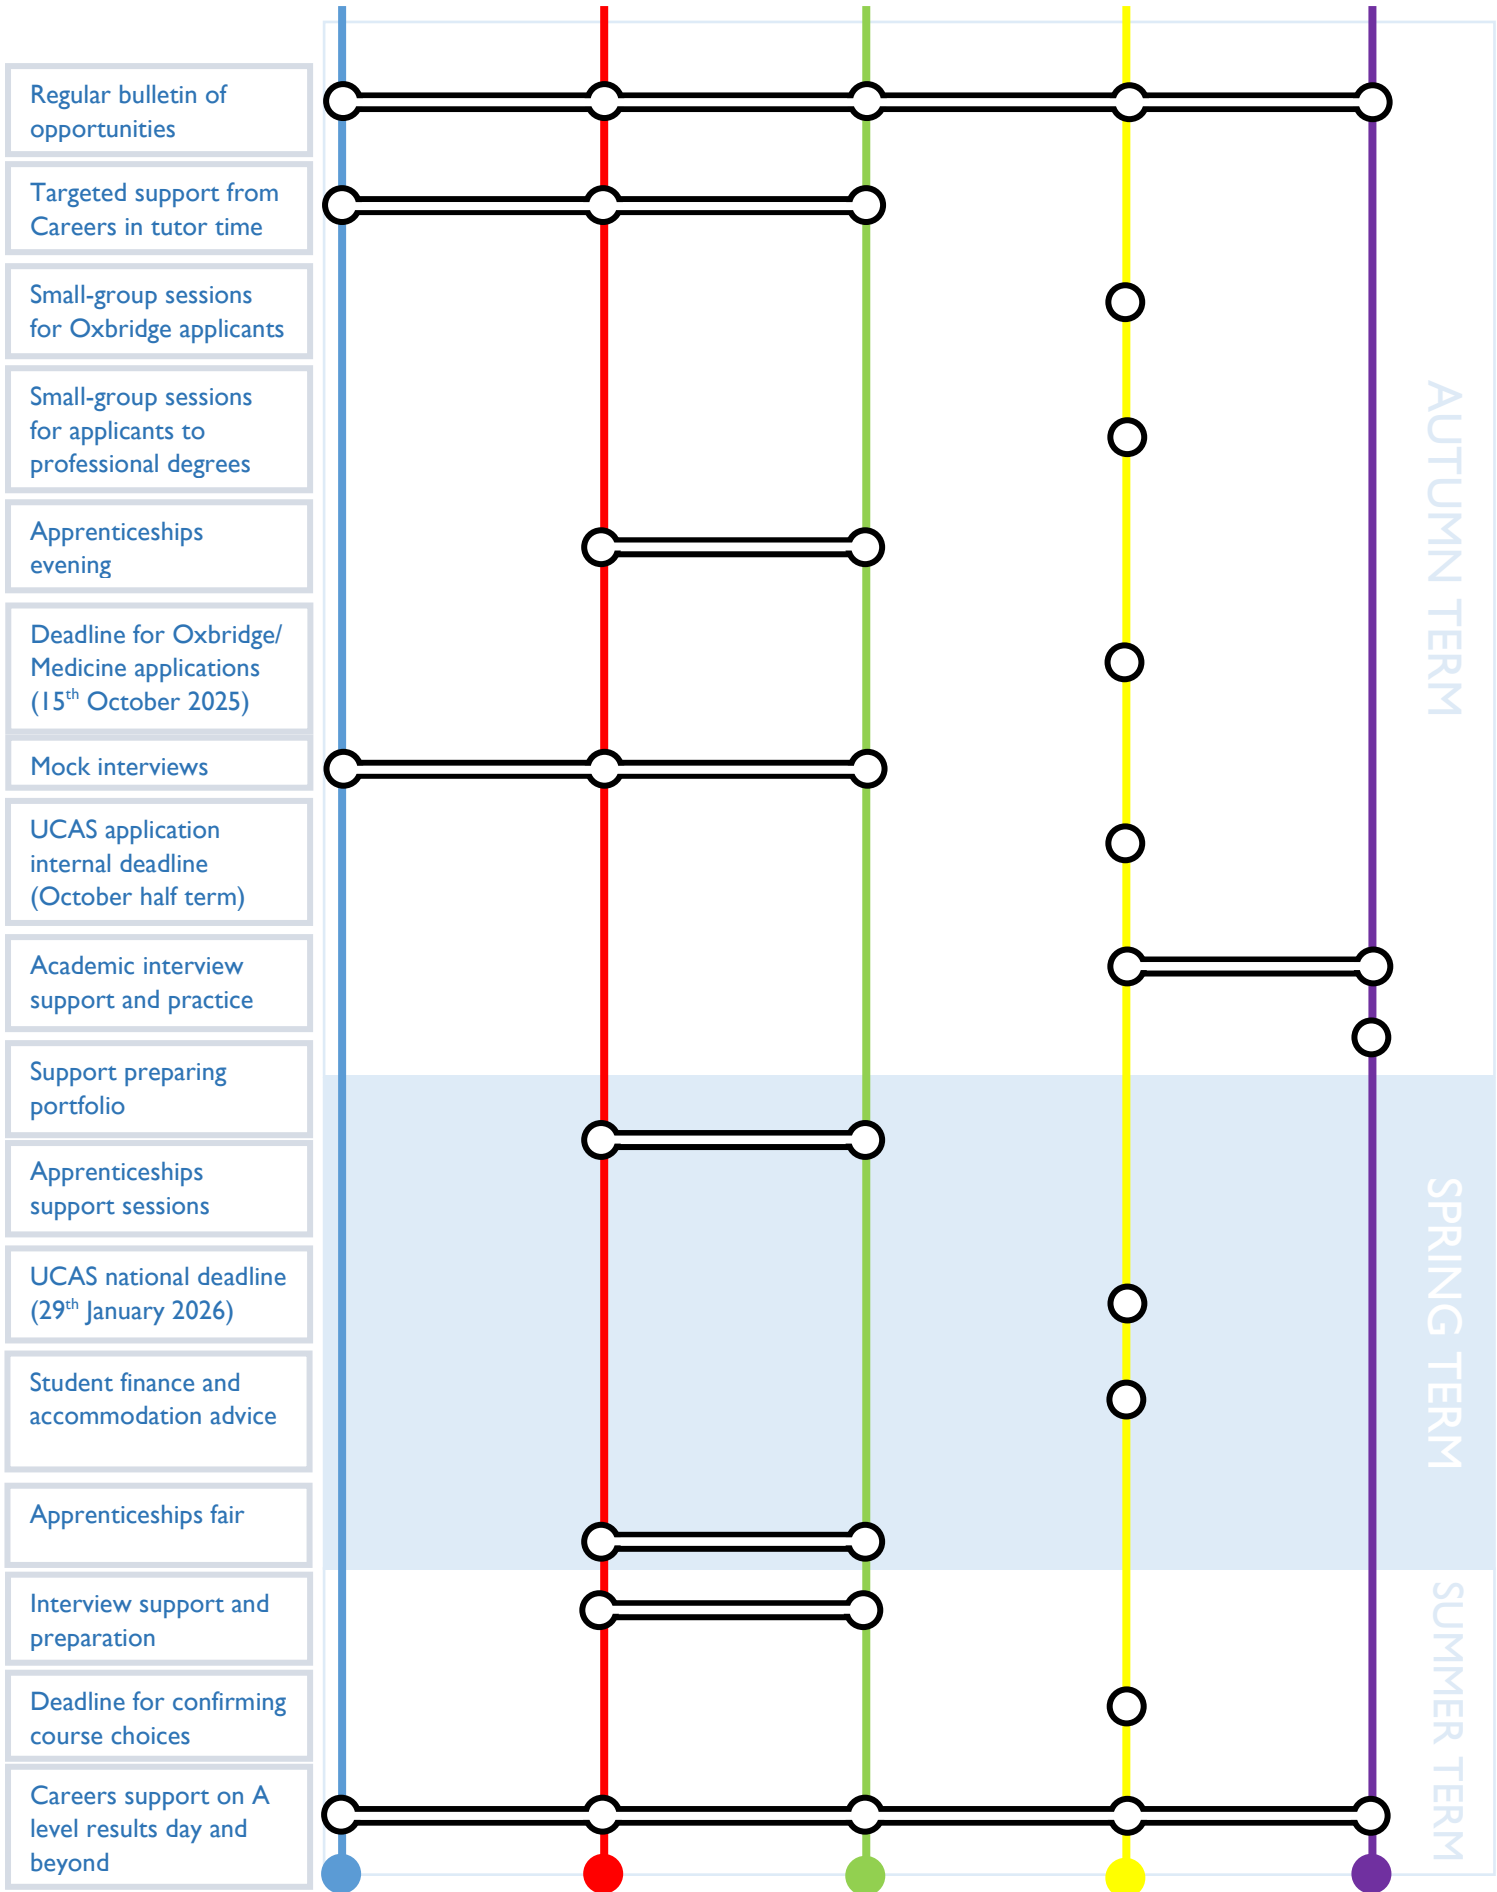 Regular bulletin of
opportunities
Targeted support from
Careers in tutor time
Small-group sessions
for Oxbridge applicants
Small-group sessions
for applicants to
professional degrees
Apprenticeships
evening
Deadline for Oxbridge/
Medicine applications
(15th October 2025)
Mock interviews
UCAS application
internal deadline
(October half term)
Academic interview
support and practice
Support preparing
portfolio
Apprenticeships
support sessions
UCAS national deadline
(29th January 2026)
Student finance and
accommodation advice
Apprenticeships fair
Interview support and
preparation
Deadline for confirming
course choices
Careers support on A
level results day and
beyond
AUTUMN TERM
SPRING TERM
SUMMER TERM